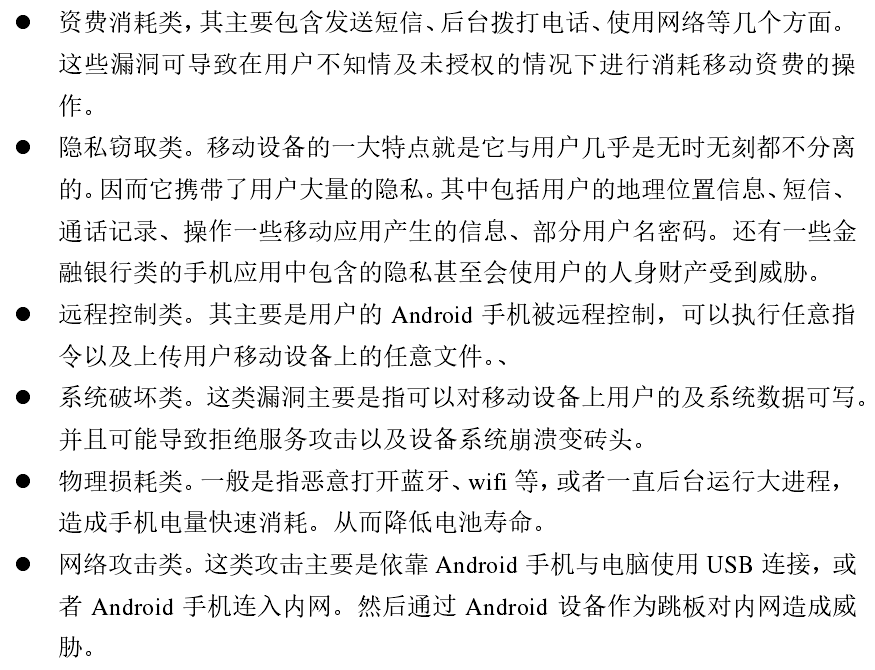 ● 资费消耗类，其主要包含发送短信、后台拨打电话、使用网络等几个方面。
这些漏洞可导致在用户不知情及未授权的情况下进行消耗移动资费的操
作。
● 隐私窃取类。移动设备的一大特点就是它与用户几乎是无时无刻都不分离
的。因而它携带了用户大量的隐私。其中包括用户的地理位置信息、短信、
通话记录、操作一些移动应用产生的信息、部分用户名密码。还有一些金
融银行类的手机应用中包含的隐私甚至会使用户的人身财产受到威胁。
● 远程控制类。其主要是用户的 Android 手机被远程控制，可以执行任意指
令以及上传用户移动设备上的任意文件。、
● 系统破坏类。这类漏洞主要是指可以对移动设备上用户的及系统数据可写。
并且可能导致拒绝服务攻击以及设备系统崩溃变砖头。
● 物理损耗类。一般是指恶意打开蓝牙、wifi 等，或者一直后台运行大进程，
造成手机电量快速消耗。从而降低电池寿命。
● 网络攻击类。这类攻击主要是依靠 Android 手机与电脑使用 USB 连接，或
者 Android 手机连入内网。然后通过 Android 设备作为跳板对内网造成威
胁。